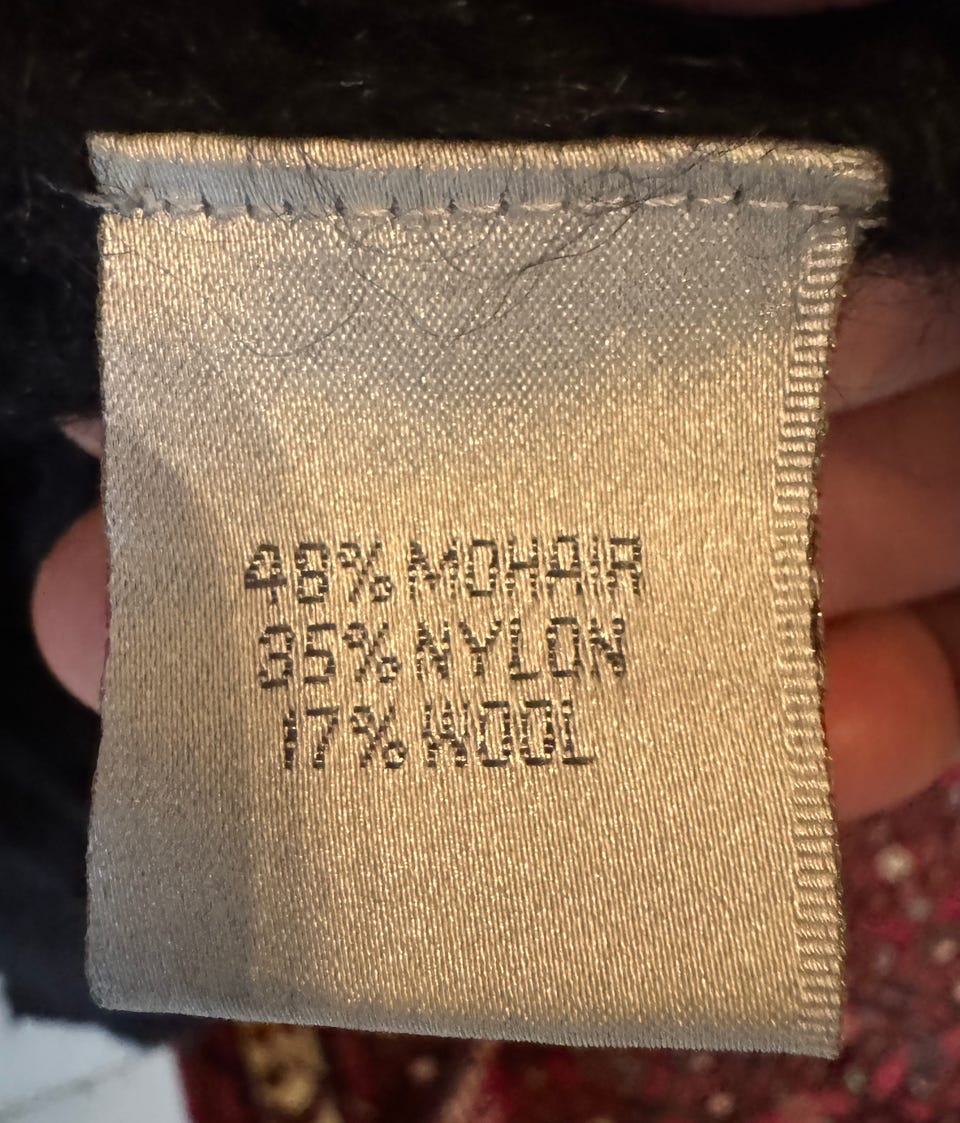 48% MOHAIR
35% NYLON
17% WOOL